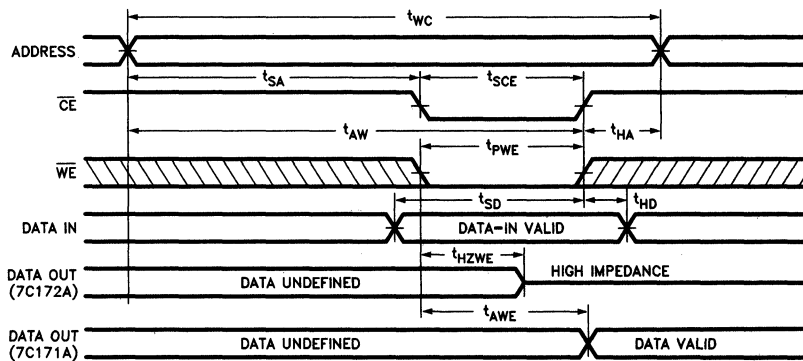 tWC
ADDRESS
tSA
tSCE
CE
tAW
tHA
tPWE
WE
tSD
tHD
DATA IN
DATA-IN VALID
tHZWE
DATA OUT
(7C172A)
DATA UNDEFINED
HIGH IMPEDANCE
tAWE
DATA OUT
(7C171A)
DATA UNDEFINED
DATA VALID